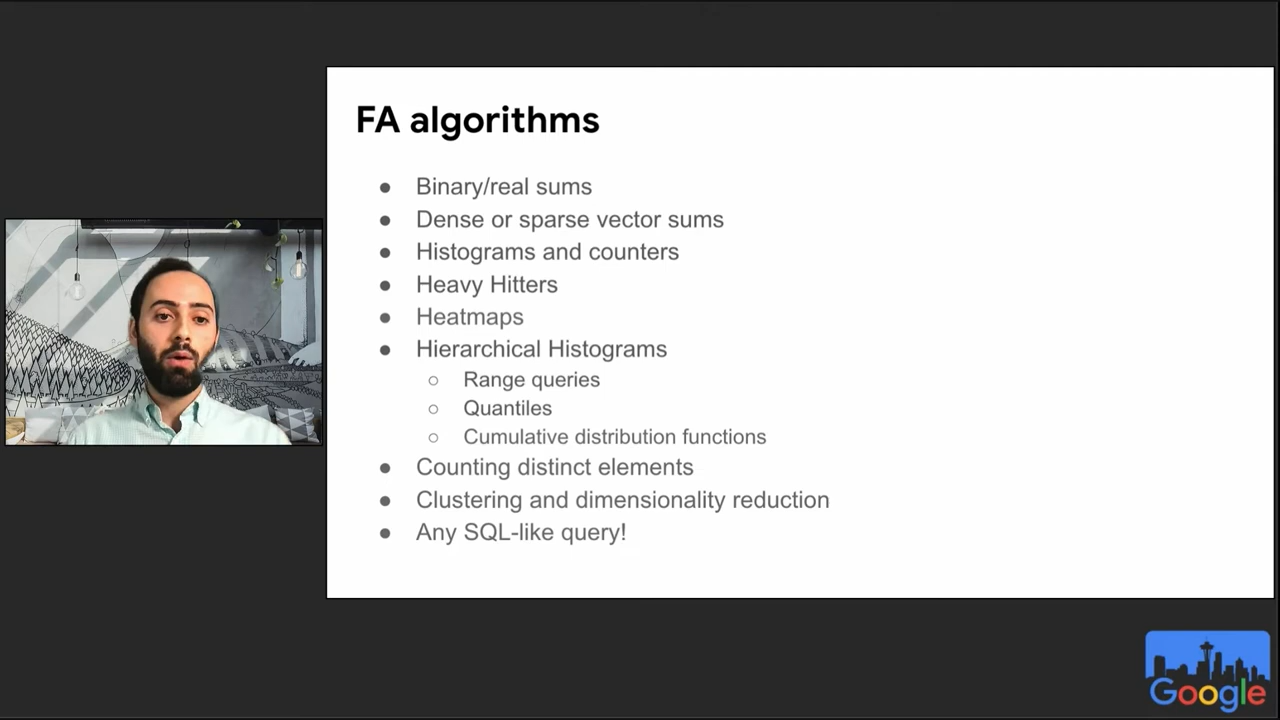 FA algorithms
● Binary/real sums
● Dense or sparse vector sums
● Histograms and counters
● Heavy Hitters
● Heatmaps
● Hierarchical Histograms
○ Range queries
○ Quantiles
○ Cumulative distribution functions
● Counting distinct elements
● Clustering and dimensionality reduction
● Any SQL-like query!
Google